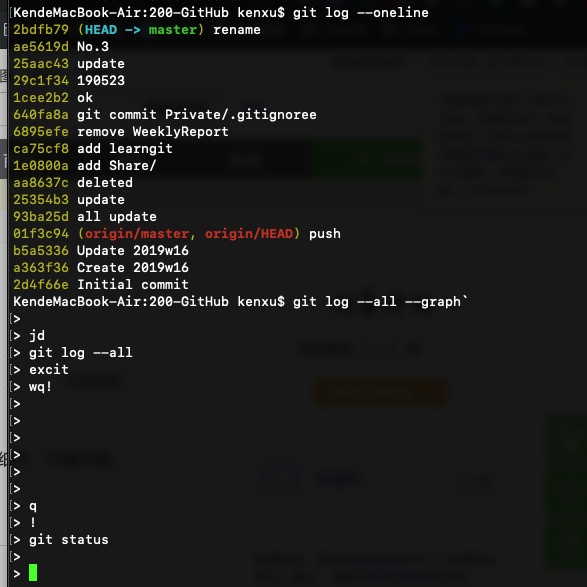 KendeMacBook-Air:200-GitHub kenxu$ git log --oneline
2bdfb79 (HEAD -> master) rename
ae5619d No.3
25aac43 update
29c1f34 190523
1cee2b2 ok
640fa8a git commit Private/.gitignoree
6895efe remove WeeklyReport
ca75cf8 add learngit
1e0800a add Share/
aa8637c deleted
25354b3 update
93ba25d all update
01f3c94 (origin/master, origin/HEAD) push
b5a5336 Update 2019w16
a363f36 Create 2019w16
2d4f66e Initial commit
KendeMacBook-Air:200-GitHub kenxu$ git log --all --graph`
>
> jd
> git log --all
> excit
> wq!
>
>
>
>
>
>
> q
> !
> git status
>
>